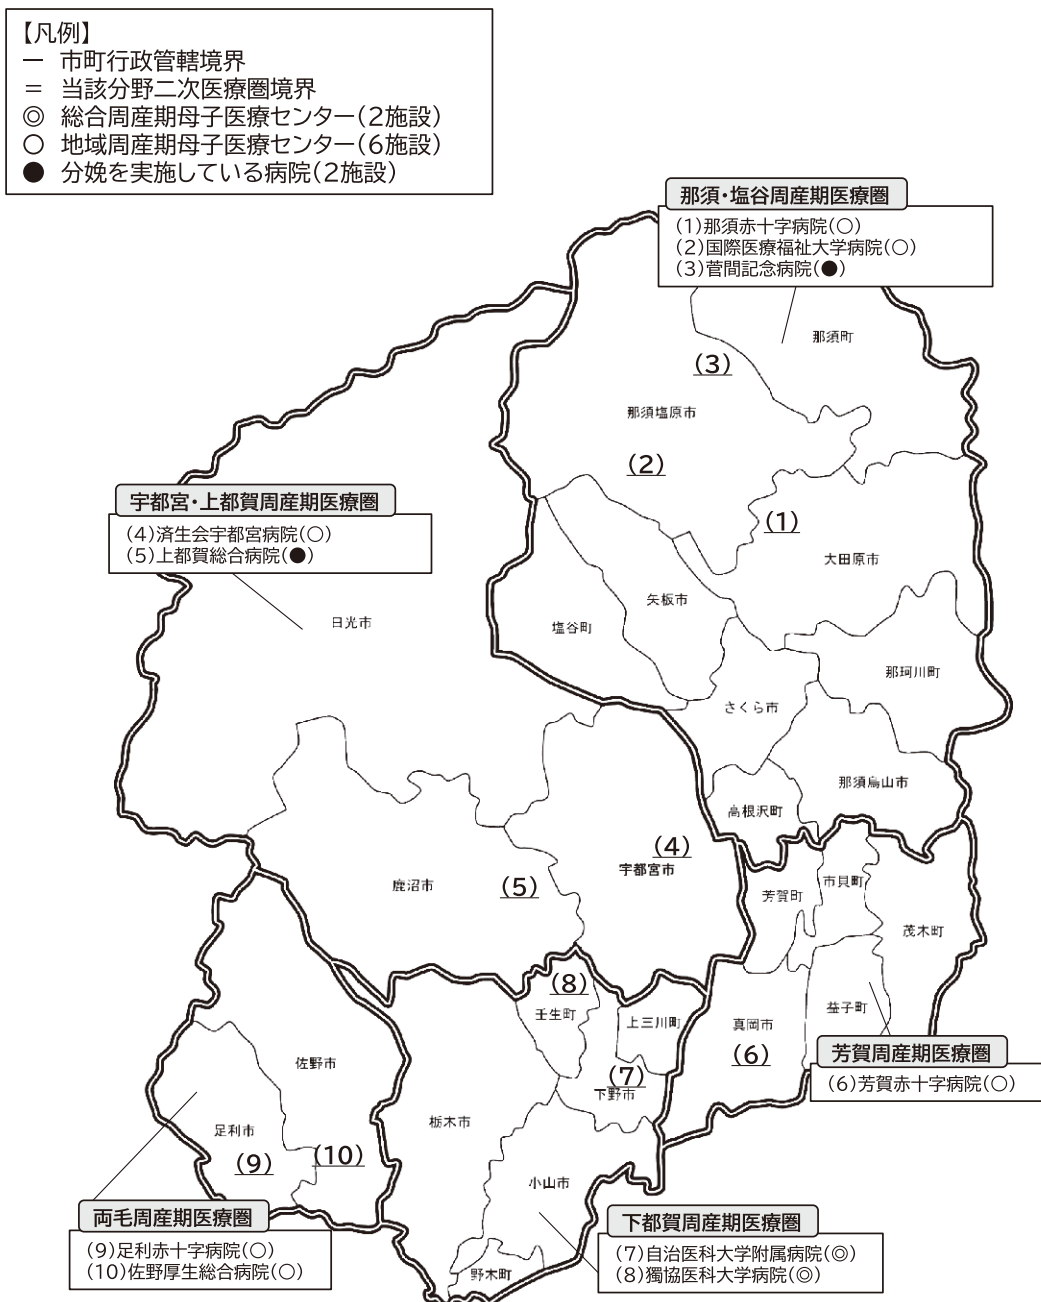 【凡例】
— 市町行政管轄境界
= 当該分野二次医療圏境界
◎ 総合周産期母子医療センター(2施設)
○ 地域周産期母子医療センター(6施設)
● 分娩を実施している病院(2施設)
那須・塩谷周産期医療圏
(1)那須赤十字病院(○)
(2)国際医療福祉大学病院(○)
(3)菅間記念病院(●)
那須町
(3)
那須塩原市
(2)
(1)
宇都宮・上都賀周産期医療圏
(4)済生会宇都宮病院(○)
(5)上都賀総合病院(●)
大田原市
矢板市
日光市
塩谷町
那珂川町
さくら市
那須烏山市
高根沢町
(4)
宇都宮市
鹿沼市
(5)
芳賀町
市貝町
茂木町
(8)
壬生町
上三川町
真岡市
(6)
益子町
芳賀周産期医療圏
(6)芳賀赤十字病院(○)
佐野市
(7)
下野市
栃木市
足利市
(9)
(10)
小山市
両毛周産期医療圏
(9)足利赤十字病院(○)
(10)佐野厚生総合病院(○)
下都賀周産期医療圏
(7)自治医科大学附属病院(◎)
(8)獨協医科大学病院(◎)
野木町